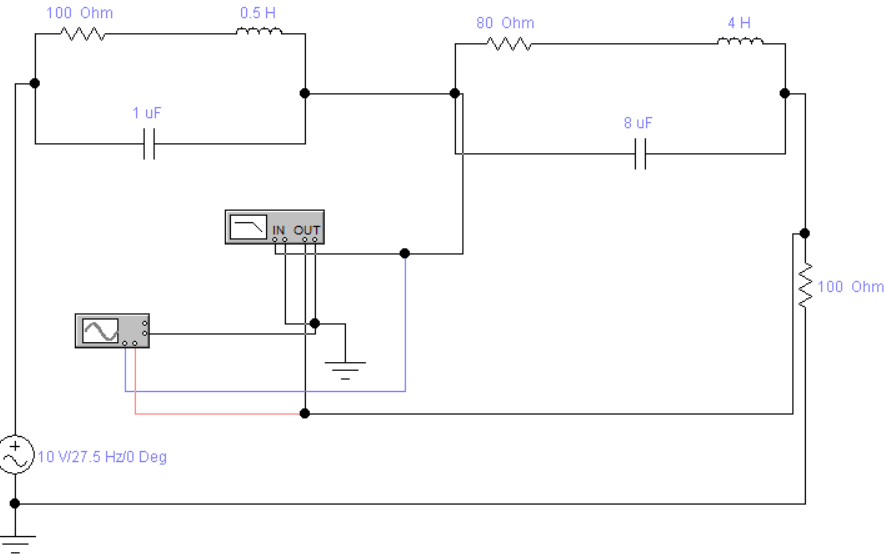 100 Ohm
0.5 H
80 Ohm
4 H
1 uF
8 uF
IN OUT
100 Ohm
10 V/27.5 Hz/0 Deg